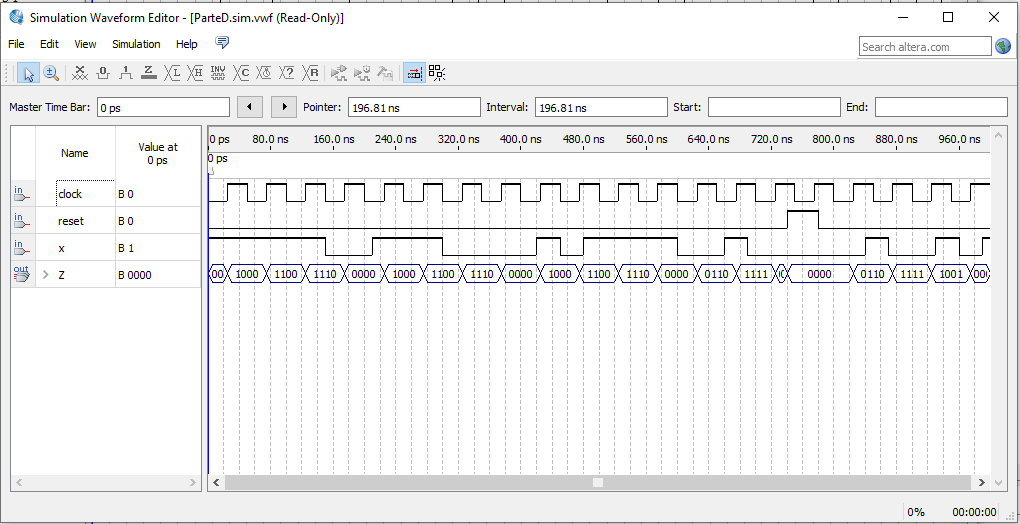 Simulation Waveform Editor - [ParteD.sim.vwf (Read-Only)]
File Edit View Simulation Help Search altera.com
Master Time Bar: 0 ps Pointer: 196.81 ns Interval: 196.81 ns Start: End:
Name Value at 0 ps
0 ps 80.0 ns 160.0 ns 240.0 ns 320.0 ns 400.0 ns 480.0 ns 560.0 ns 640.0 ns 720.0 ns 800.0 ns 880.0 ns 960.0 ns
0 ps
in clock B 0
in reset B 0
in x B 1
out Z B 0000 00 1000 1100 1110 0000 1000 1100 1110 0000 1000 1100 1110 0000 0110 1111 0000 0110 1111 1001 000
0% 00:00:00